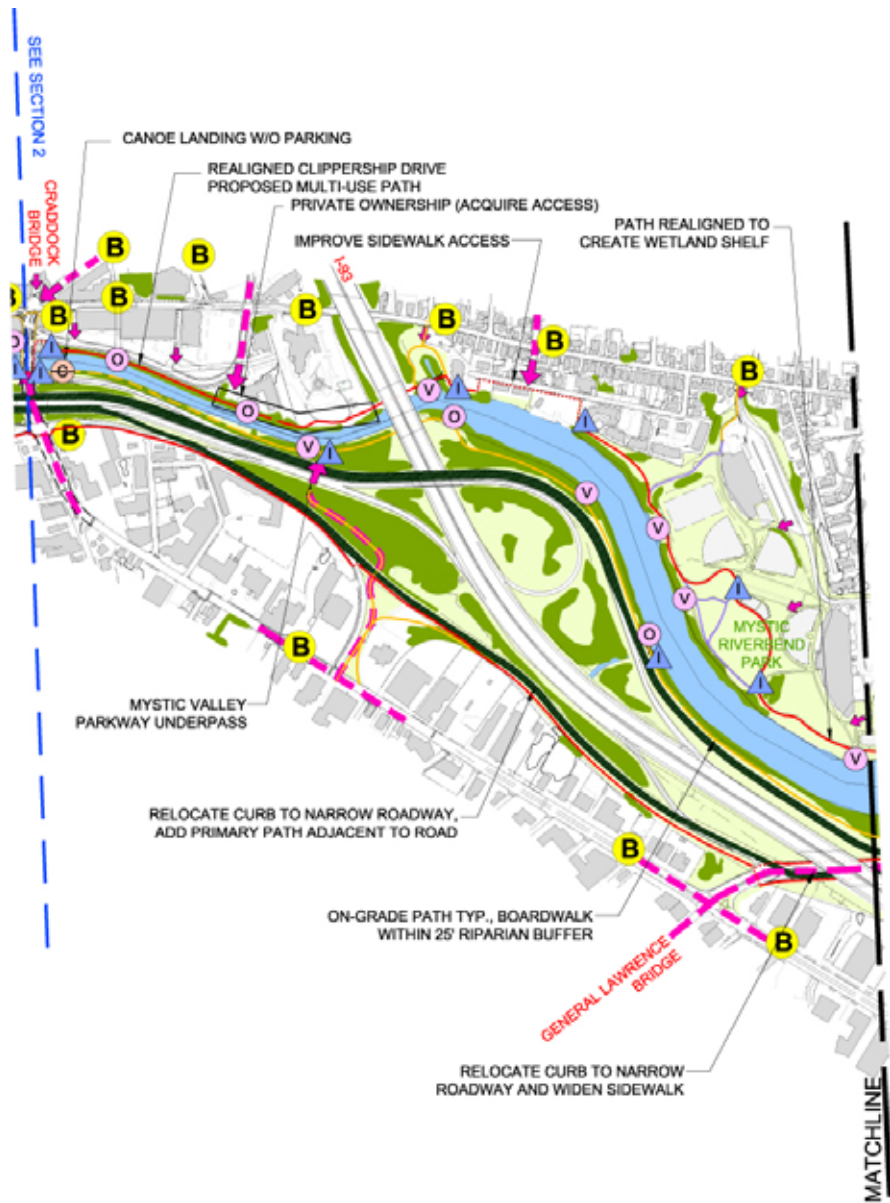 SEE SECTION 2
CANOE LANDING W/O PARKING
REALIGNED CLIPPERSHIP DRIVE
PROPOSED MULTI-USE PATH
PRIVATE OWNERSHIP (ACQUIRE ACCESS)
IMPROVE SIDEWALK ACCESS
PATH REALIGNED TO
CREATE WETLAND SHELF
CRADDOCK
BRIDGE
I-93
B
B
B
B
B
B
B
B
B
O
I
I
I
C
O
O
V
I
V
I
O
I
V
V
V
I
O
I
I
V
B
B
B
B
MYSTIC
RIVERBEND
PARK
MYSTIC VALLEY
PARKWAY UNDERPASS
RELOCATE CURB TO NARROW ROADWAY,
ADD PRIMARY PATH ADJACENT TO ROAD
ON-GRADE PATH TYP., BOARDWALK
WITHIN 25' RIPARIAN BUFFER
GENERAL LAWRENCE
BRIDGE
RELOCATE CURB TO NARROW
ROADWAY AND WIDEN SIDEWALK
MATCHLINE